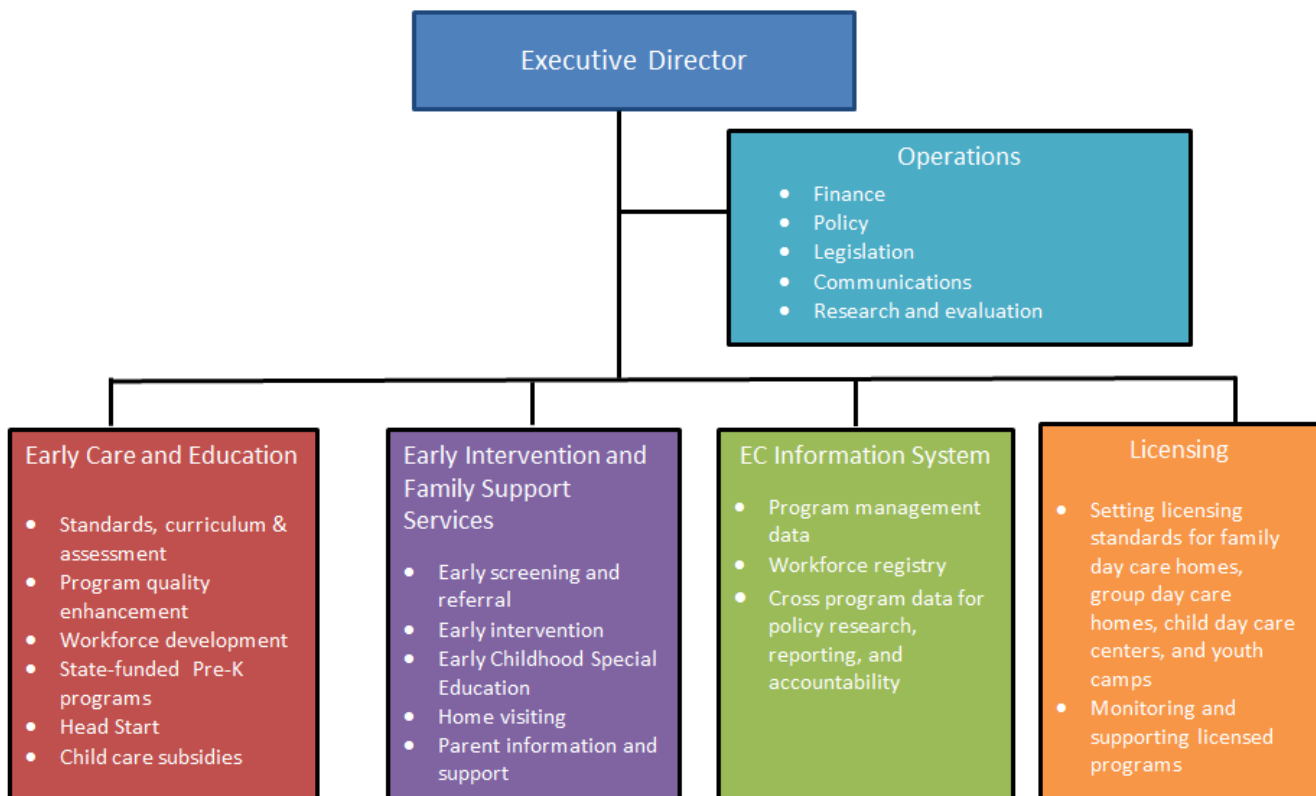 Executive Director
Operations
• Finance
• Policy
• Legislation
• Communications
• Research and evaluation
Early Care and Education
• Standards, curriculum &
assessment
• Program quality
enhancement
• Workforce development
• State-funded Pre-K
programs
• Head Start
• Child care subsidies
Early Intervention and
Family Support
Services
• Early screening and
referral
• Early intervention
• Early Childhood Special
Education
• Home visiting
• Parent information and
support
EC Information System
• Program management
data
• Workforce registry
• Cross program data for
policy research,
reporting, and
accountability
Licensing
• Setting licensing
standards for family
day care homes,
group day care
homes, child day care
centers, and youth
camps
• Monitoring and
supporting licensed
programs